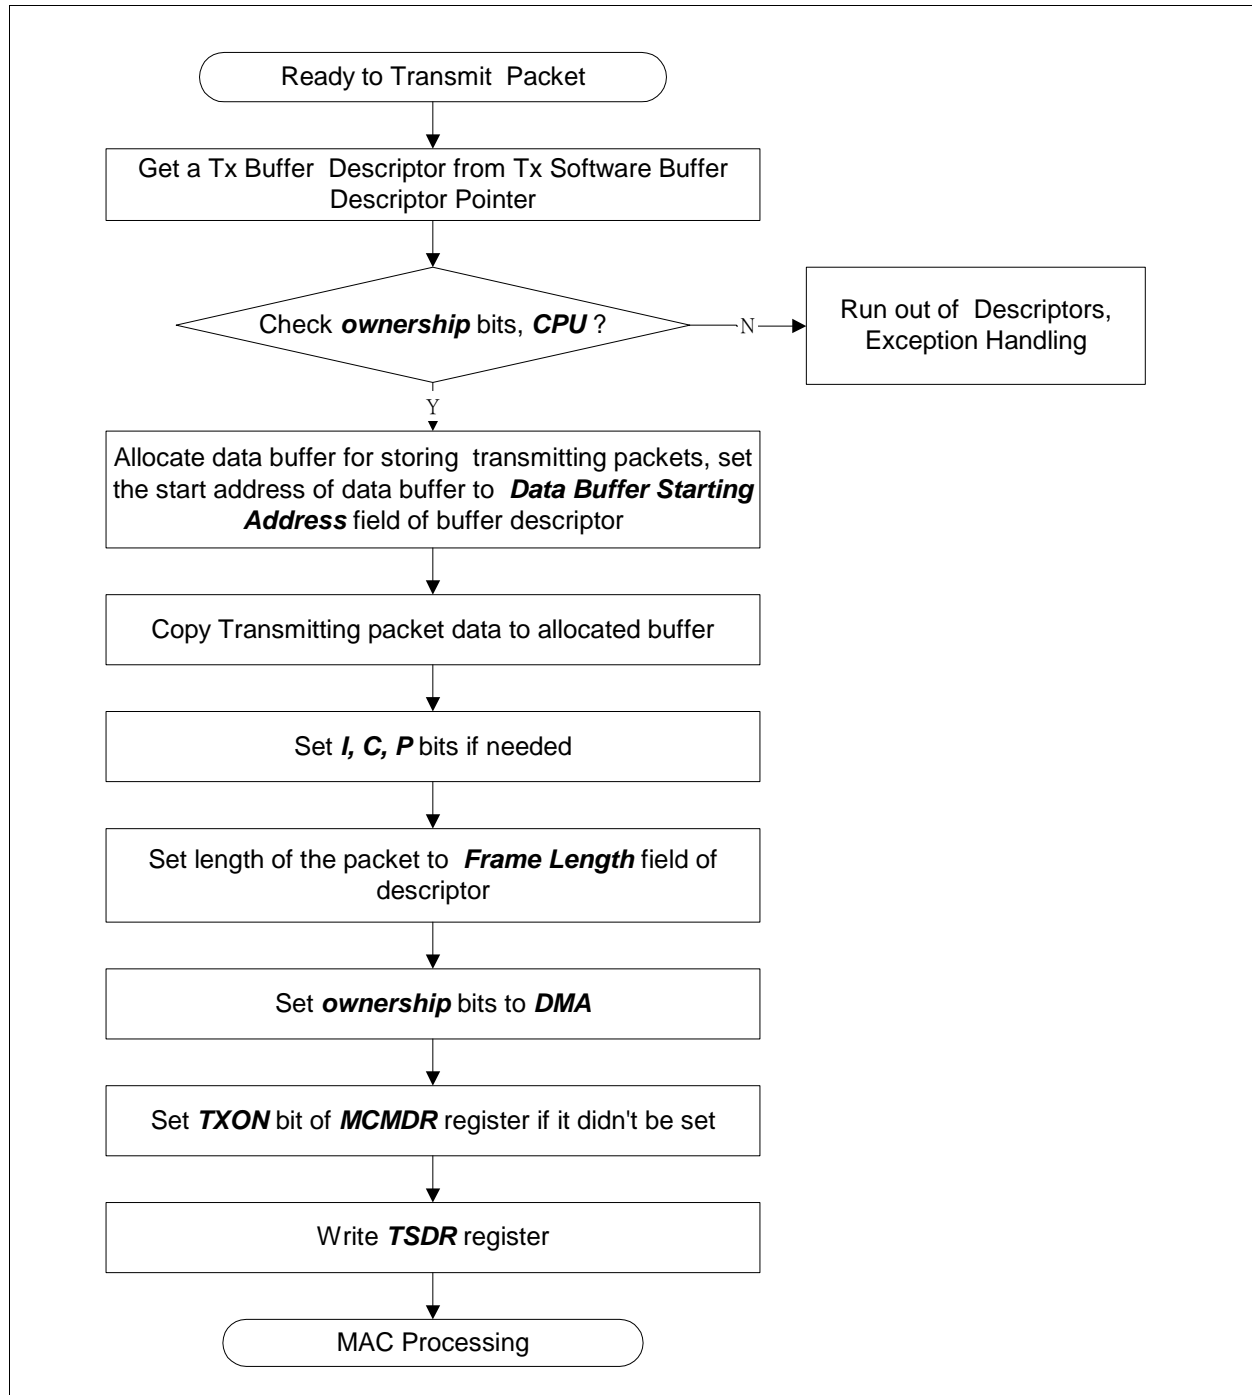 Ready to Transmit Packet
Get a Tx Buffer Descriptor from Tx Software Buffer
Descriptor Pointer
Check ownership bits, CPU ?
N
Run out of Descriptors,
Exception Handling
Y
Allocate data buffer for storing transmitting packets, set
the start address of data buffer to Data Buffer Starting
Address field of buffer descriptor
Copy Transmitting packet data to allocated buffer
Set I, C, P bits if needed
Set length of the packet to Frame Length field of
descriptor
Set ownership bits to DMA
Set TXON bit of MCMDR register if it didn't be set
Write TSDR register
MAC Processing